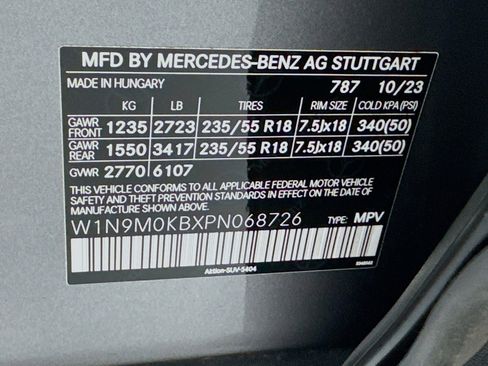 MFD BY MERCEDES-BENZ AG STUTTGART
MADE IN HUNGARY 787 10/23
KG LB TIRES RIM SIZE COLD KPA(PSI)
GAWR FRONT 1235 2723 235/55 R18 7.5Jx18 340(50)
GAWR REAR 1550 3417 235/55 R18 7.5Jx18 340(50)
GVWR 2770 6107
THIS VEHICLE CONFORMS TO ALL APPLICABLE FEDERAL MOTOR VEHICLE
SAFETY AND THEFT PREVENTION STANDARDS IN EFFECT ON THE
DATE OF MANUFACTURE SHOWN ABOVE.
W1N9M0KBXPN068726 TYPE: MPV
Aktion-SUV-5404